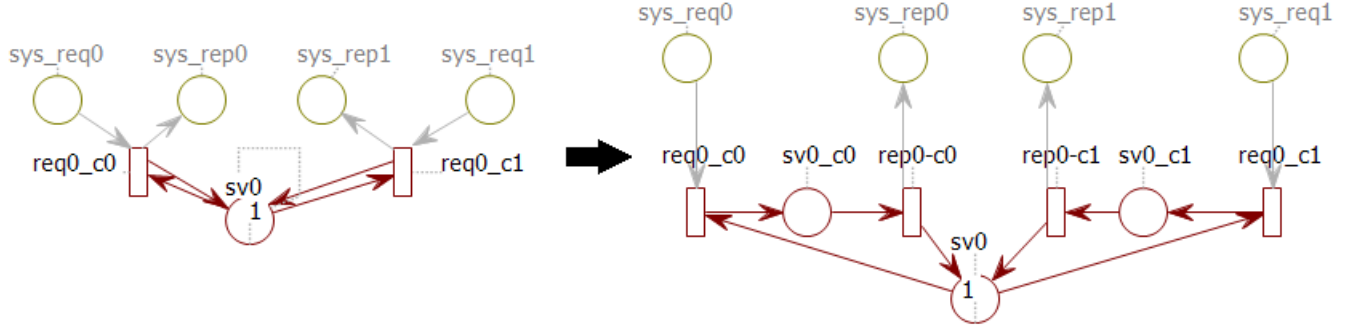 sys_req0 sys_rep0 sys_rep1 sys_req1
req0_c0 sv0 1 req0_c1
sys_req0 sys_rep0 sys_rep1 sys_req1
req0_c0 sv0_c0 rep0-c0 rep0-c1 sv0_c1 req0_c1
sv0
1